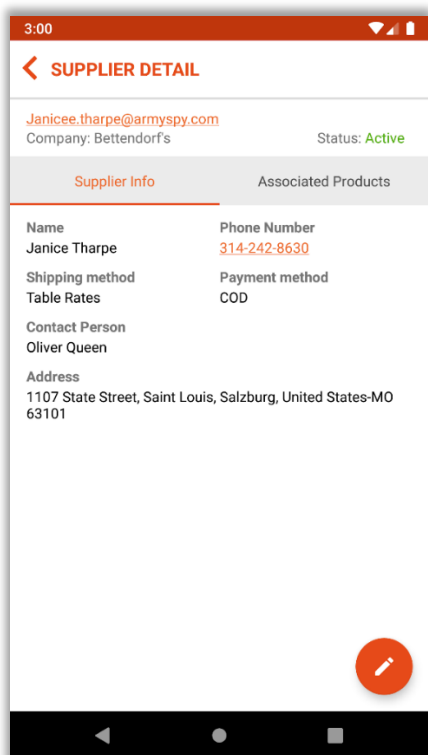 3:00
SUPPLIER DETAIL
Janicee.tharpe@armyspy.com
Company: Bettendorf's
Status: Active
Supplier Info
Associated Products
Name
Janice Tharpe
Phone Number
314-242-8630
Shipping method
Table Rates
Payment method
COD
Contact Person
Oliver Queen
Address
1107 State Street, Saint Louis, Salzburg, United States-MO
63101